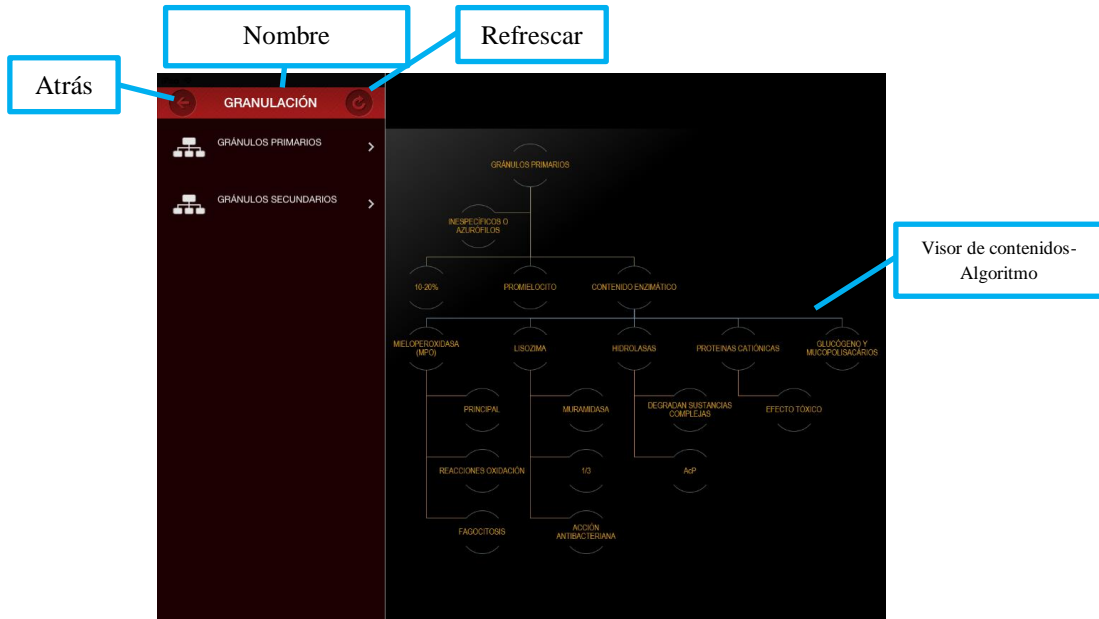 Nombre
Refrescar
Atrás
GRANULACIÓN
GRÁNULOS PRIMARIOS
GRÁNULOS SECUNDARIOS
GRÁNULOS PRIMARIOS
INESPECÍFICOS O
AZURÓFILOS
10-20%
PROMIELOCITO
CONTENIDO ENZIMÁTICO
Visor de contenidos-
Algoritmo
MIELOPEROXIDASA
(MPO)
LISOZIMA
HIDROLASAS
PROTEINAS CATIÓNICAS
GLUCÓGENO Y
MUCOPOLISACÁRIOS
PRINCIPAL
MURAMIDASA
DEGRADAN SUSTANCIAS
COMPLEJAS
EFECTO TÓXICO
REACCIONES OXIDACIÓN
1/3
AcP
FAGOCITOSIS
ACCIÓN
ANTIBACTERIANA